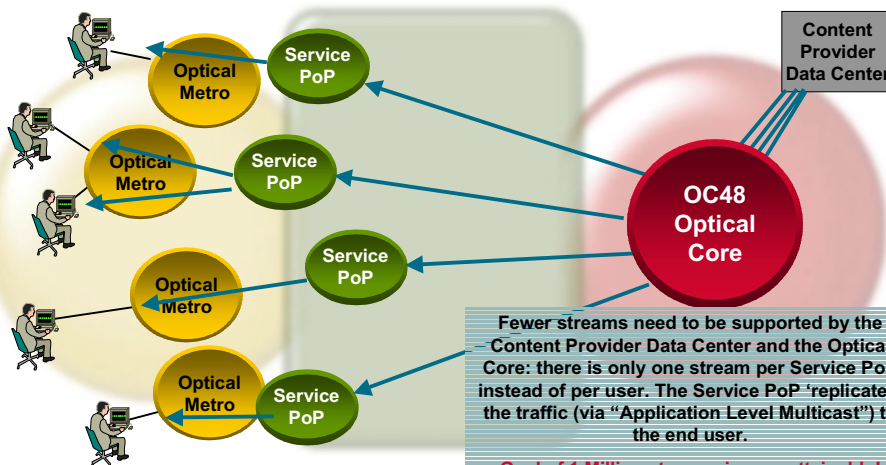 Content
Provider
Data Center
Service
PoP
Optical
Metro
Service
PoP
Optical
Metro
OC48
Optical
Core
Service
PoP
Optical
Metro
Service
PoP
Optical
Metro
Fewer streams need to be supported by the
Content Provider Data Center and the Optica
Core: there is only one stream per Service Po
instead of per user. The Service PoP ‘replicate
the traffic (via “Application Level Multicast”) t
the end user.